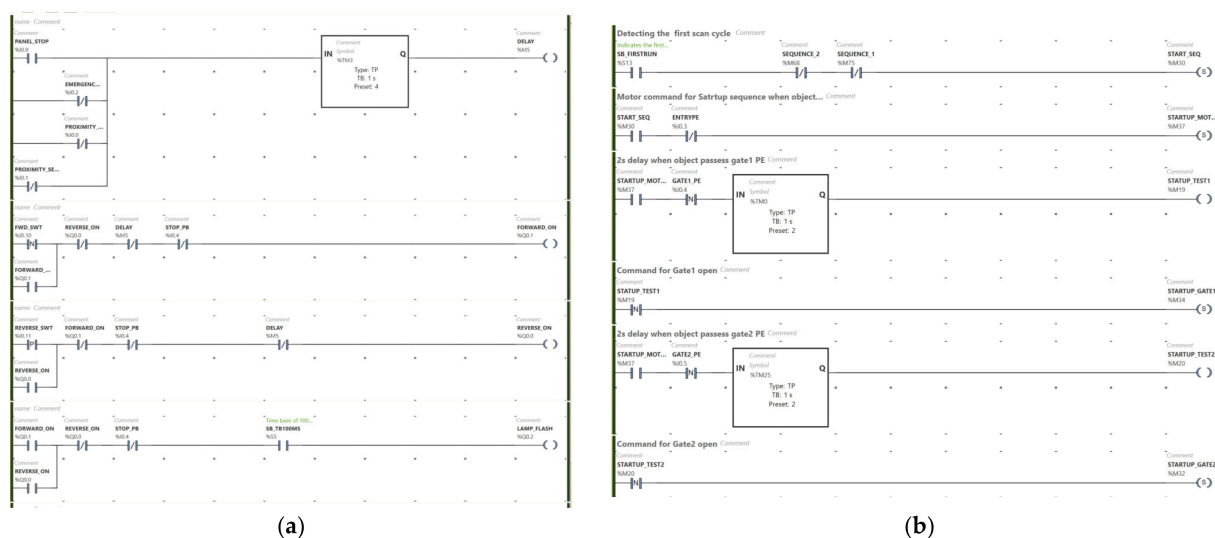 name Comment
Comment Comment
PANEL_STOP DELAY
%I0.9 %M5
Comment
IN Symbol Q
%TM3
Type: TP
TB: 1 s
Preset: 4
Comment
EMERGENC...
%I0.2
Comment
PROXIMITY_...
%I0.0
Comment
PROXIMITY_SE...
%I0.1
name Comment
Comment Comment Comment Comment Comment
FWD_SWT REVERSE_ON DELAY STOP_PB FORWARD_ON
%I0.10 %Q0.0 %M5 %I0.4 %Q0.1
N
Comment
FORWARD_...
%Q0.1
name Comment
Comment Comment Comment Comment Comment
REVERSE_SWT FORWARD_ON STOP_PB DELAY REVERSE_ON
%I0.11 %Q0.1 %I0.4 %M5 %Q0.0
P
Comment
REVERSE_ON
%Q0.0
name Comment
Comment Comment Comment Time base of 100... Comment
FORWARD_ON REVERSE_ON STOP_PB SB_TB100MS LAMP_FLASH
%Q0.1 %Q0.0 %I0.4 %S5 %Q0.2
Comment
REVERSE_ON
%Q0.0
(a)
Detecting the first scan cycle Comment
Indicates the first... Comment Comment Comment
SB_FIRSTRUN SEQUENCE_2 SEQUENCE_1 START_SEQ
%S13 %M68 %M75 %M30
S
Motor command for Satrtup sequence when object... Comment
Comment Comment Comment
START_SEQ ENTRYPE STARTUP_MOT...
%M30 %I0.3 %M37
S
2s delay when object passess gate1 PE Comment
Comment Comment Comment
STARTUP_MOT... GATE1_PE STATUP_TEST1
%M37 %I0.4 %M19
N
Comment
IN Symbol Q
%TM0
Type: TP
TB: 1 s
Preset: 2
Command for Gate1 open Comment
Comment Comment
STATUP_TEST1 STARTUP_GATE1
%M19 %M34
N S
2s delay when object passess gate2 PE Comment
Comment Comment Comment
STARTUP_MOT... GATE2_PE STARTUP_TEST2
%M37 %I0.5 %M20
N
Comment
IN Symbol Q
%TM25
Type: TP
TB: 1 s
Preset: 2
Command for Gate2 open Comment
Comment Comment
STARTUP_TEST2 STARTUP_GATE2
%M20 %M32
N S
(b)